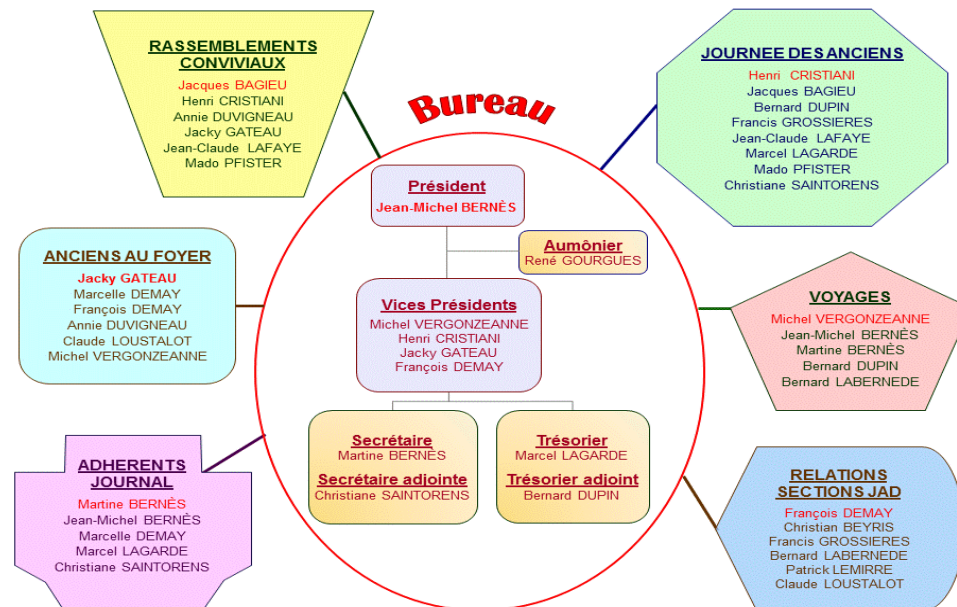 RASSEMBLEMENTS
CONVIVIAUX
Jacques BAGIEU
Henri CRISTIANI
Annie DUVIGNEAU
Jacky GATEAU
Jean-Claude LAFAYE
Mado PFISTER
JOURNEE DES ANCIENS
Henri CRISTIANI
Jacques BAGIEU
Bernard DUPIN
Francis GROSSIERES
Jean-Claude LAFAYE
Marcel LAGARDE
Mado PFISTER
Christiane SAINTORENS
Bureau
Président
Jean-Michel BERNÈS
Aumônier
René GOURGUES
Vices Présidents
Michel VERGONZEANNE
Henri CRISTIANI
Jacky GATEAU
François DEMAY
Secrétaire
Martine BERNÈS
Secrétaire adjointe
Christiane SAINTORENS
Trésorier
Marcel LAGARDE
Trésorier adjoint
Bernard DUPIN
ANCIENS AU FOYER
Jacky GATEAU
Marcelle DEMAY
François DEMAY
Annie DUVIGNEAU
Claude LOUSTALOT
Michel VERGONZEANNE
VOYAGES
Michel VERGONZEANNE
Jean-Michel BERNÈS
Martine BERNÈS
Bernard DUPIN
Bernard LABERNEDE
ADHERENTS
JOURNAL
Martine BERNÈS
Jean-Michel BERNÈS
Marcelle DEMAY
Marcel LAGARDE
Christiane SAINTORENS
RELATIONS
SECTIONS JAD
François DEMAY
Christian BEYRIS
Francis GROSSIERES
Bernard LABERNEDE
Patrick LEMIRRE
Claude LOUSTALOT